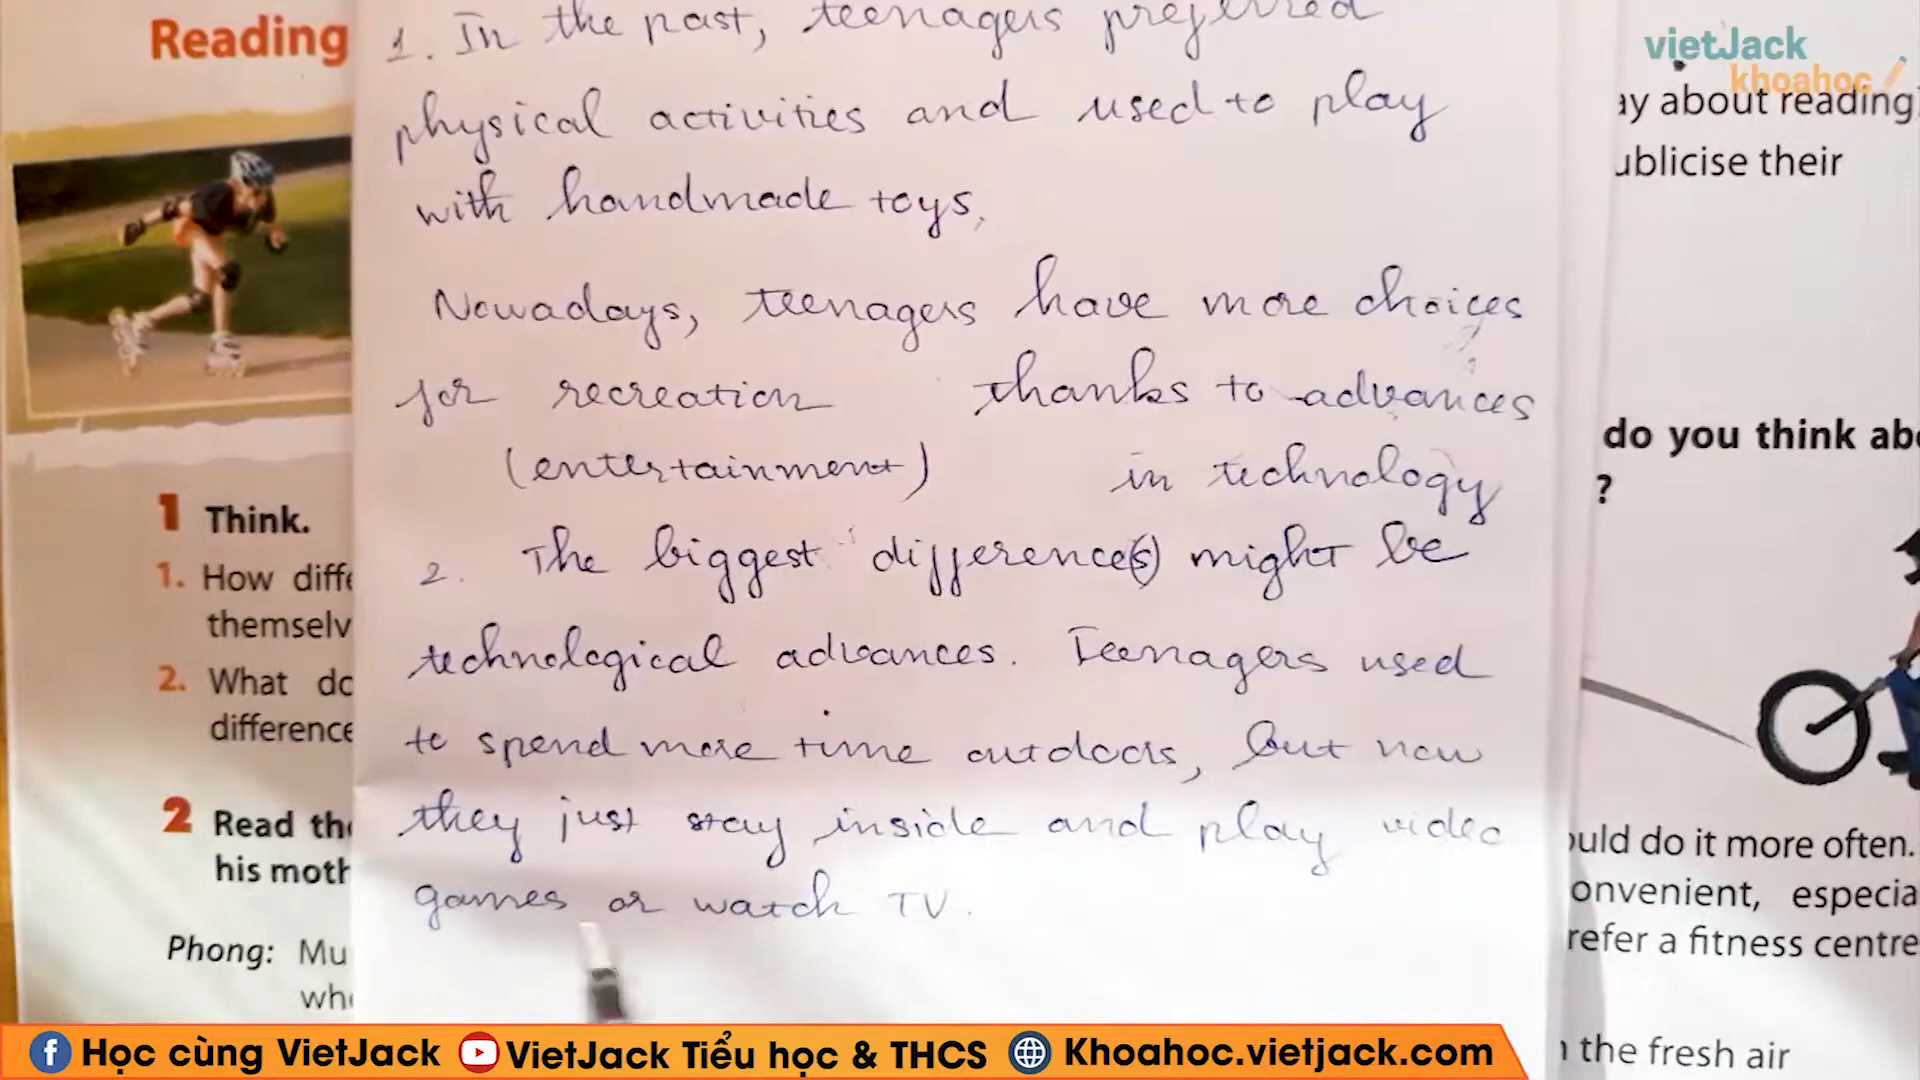 Reading
1. In the past, teenagers preferred
physical activities and used to play
with handmade toys,
Nowadays, teenagers have more choices
for recreation thanks to advances
(entertainment) in technology
2. The biggest difference(s) might be
technological advances. Teenagers used
to spend more time outdoors, but now
they just stay inside and play video
games or watch TV.
1 Think.
1. How diffe
themselv
2. What do
difference
2 Read the
his moth
Phong: Mu
who
vietJack
khoahoc
ay about reading?
ublicise their
do you think abo
?
ould do it more often.
onvenient, especia
refer a fitness centre
n the fresh air
Học cùng VietJack VietJack Tiểu học & THCS Khoahoc.vietjack.com